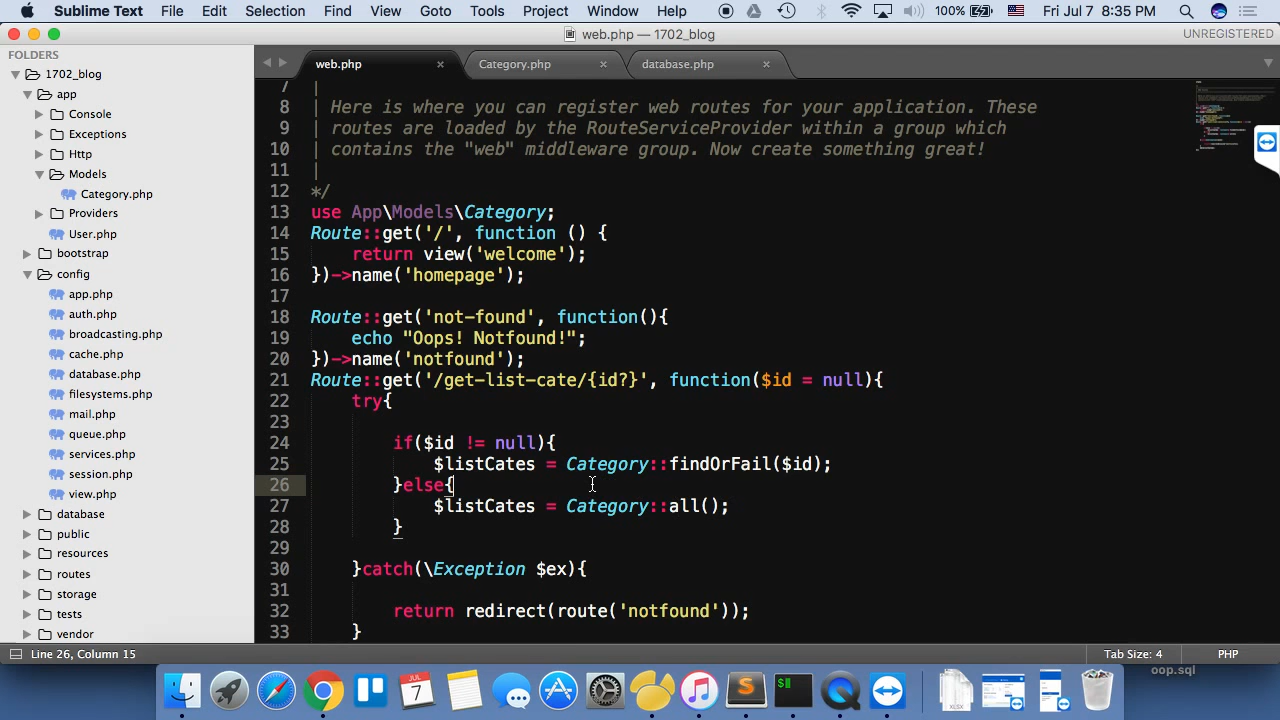 Sublime Text File Edit Selection Find View Goto Tools Project Window Help 100% Fri Jul 7 8:35 PM
web.php — 1702_blog UNREGISTERED
FOLDERS
1702_blog
app
Console
Exceptions
Http
Models
Category.php
Providers
User.php
bootstrap
config
app.php
auth.php
broadcasting.php
cache.php
database.php
filesystems.php
mail.php
queue.php
services.php
session.php
view.php
database
public
resources
routes
storage
tests
vendor
web.php × Category.php × database.php ×
7 |
8 | Here is where you can register web routes for your application. These
9 | routes are loaded by the RouteServiceProvider within a group which
10 | contains the "web" middleware group. Now create something great!
11 |
12 */
13 use App\Models\Category;
14 Route::get('/', function () {
15 return view('welcome');
16 })->name('homepage');
17
18 Route::get('not-found', function(){
19 echo "Oops! Notfound!";
20 })->name('notfound');
21 Route::get('/get-list-cate/{id?}', function($id = null){
22 try{
23
24 if($id != null){
25 $listCates = Category::findOrFail($id);
26 }else{
27 $listCates = Category::all();
28 }
29
30 }catch(\Exception $ex){
31
32 return redirect(route('notfound'));
33 }
Line 26, Column 15 Tab Size: 4 PHP
oop.sql
JUL
7
XLSX